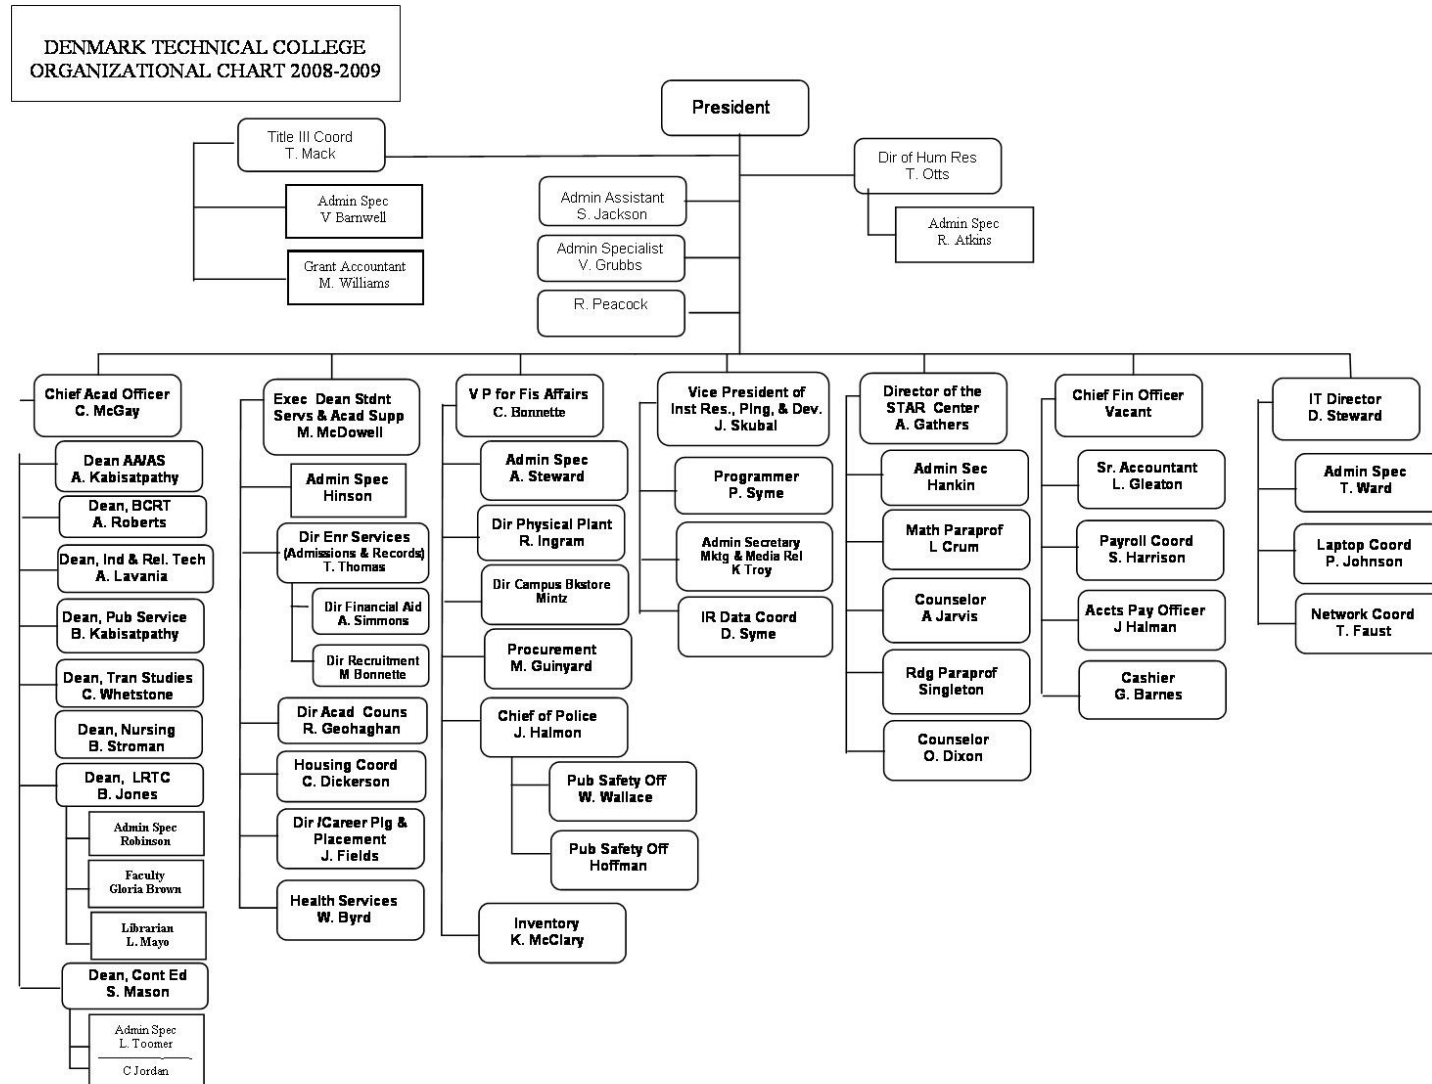 DENMARK TECHNICAL COLLEGE
ORGANIZATIONAL CHART 2008-2009
President
Title III Coord
T. Mack
Admin Spec
V Barnwell
Grant Accountant
M. Williams
Admin Assistant
S. Jackson
Admin Specialist
V. Grubbs
R. Peacock
Dir of Hum Res
T. Otts
Admin Spec
R. Atkins
Chief Acad Officer
C. McGay
Dean AA/AS
A. Kabisatpathy
Dean, BCRT
A. Roberts
Dean, Ind & Rel. Tech
A. Lavania
Dean, Pub Service
B. Kabisatpathy
Dean, Tran Studies
C. Whetstone
Dean, Nursing
B. Stroman
Dean, LRTC
B. Jones
Admin Spec
Robinson
Faculty
Gloria Brown
Librarian
L. Mayo
Dean, Cont Ed
S. Mason
Admin Spec
L. Toomer
C Jordan
Exec Dean Stdnt
Servs & Acad Supp
M. McDowell
Admin Spec
Hinson
Dir Enr Services
(Admissions & Records)
T. Thomas
Dir Financial Aid
A. Simmons
Dir Recruitment
M Bonnette
Dir Acad Couns
R. Geohaghan
Housing Coord
C. Dickerson
Dir /Career Plg &
Placement
J. Fields
Health Services
W. Byrd
V P for Fis Affairs
C. Bonnette
Admin Spec
A. Steward
Dir Physical Plant
R. Ingram
Dir Campus Bkstore
Mintz
Procurement
M. Guinyard
Chief of Police
J. Halmon
Pub Safety Off
W. Wallace
Pub Safety Off
Hoffman
Inventory
K. McClary
Vice President of
Inst Res., Plng, & Dev.
J. Skubal
Programmer
P. Syme
Admin Secretary
Mktg & Media Rel
K Troy
IR Data Coord
D. Syme
Director of the
STAR Center
A. Gathers
Admin Sec
Hankin
Math Paraprof
L Crum
Counselor
A Jarvis
Rdg Paraprof
Singleton
Counselor
O. Dixon
Chief Fin Officer
Vacant
Sr. Accountant
L. Gleaton
Payroll Coord
S. Harrison
Accts Pay Officer
J Halman
Cashier
G. Barnes
IT Director
D. Steward
Admin Spec
T. Ward
Laptop Coord
P. Johnson
Network Coord
T. Faust